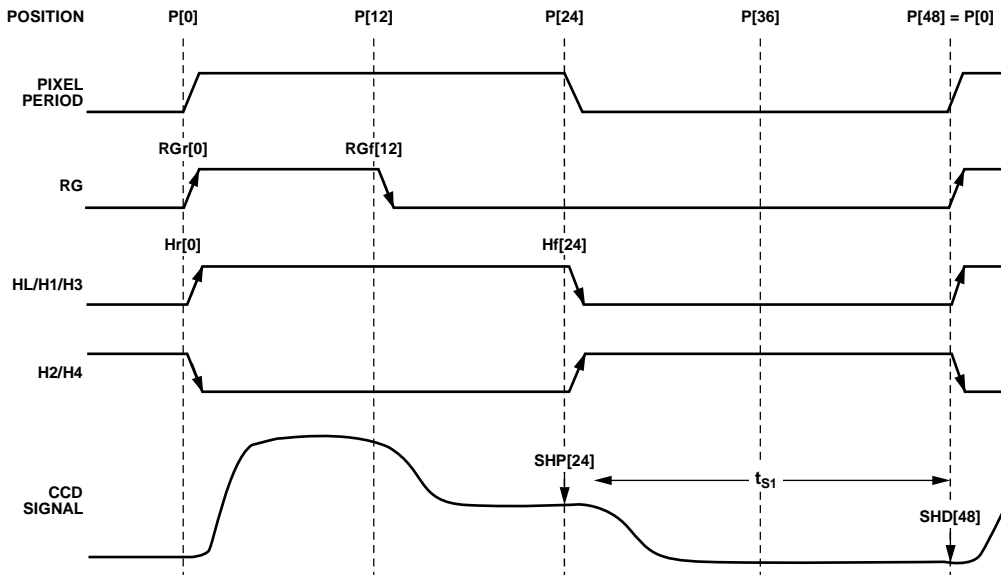 POSITION P[0] P[12] P[24] P[36] P[48] = P[0]
PIXEL
PERIOD
RGr[0] RGf[12]
RG
Hr[0] Hf[24]
HL/H1/H3
H2/H4
SHP[24]
tS1
CCD
SIGNAL
SHD[48]